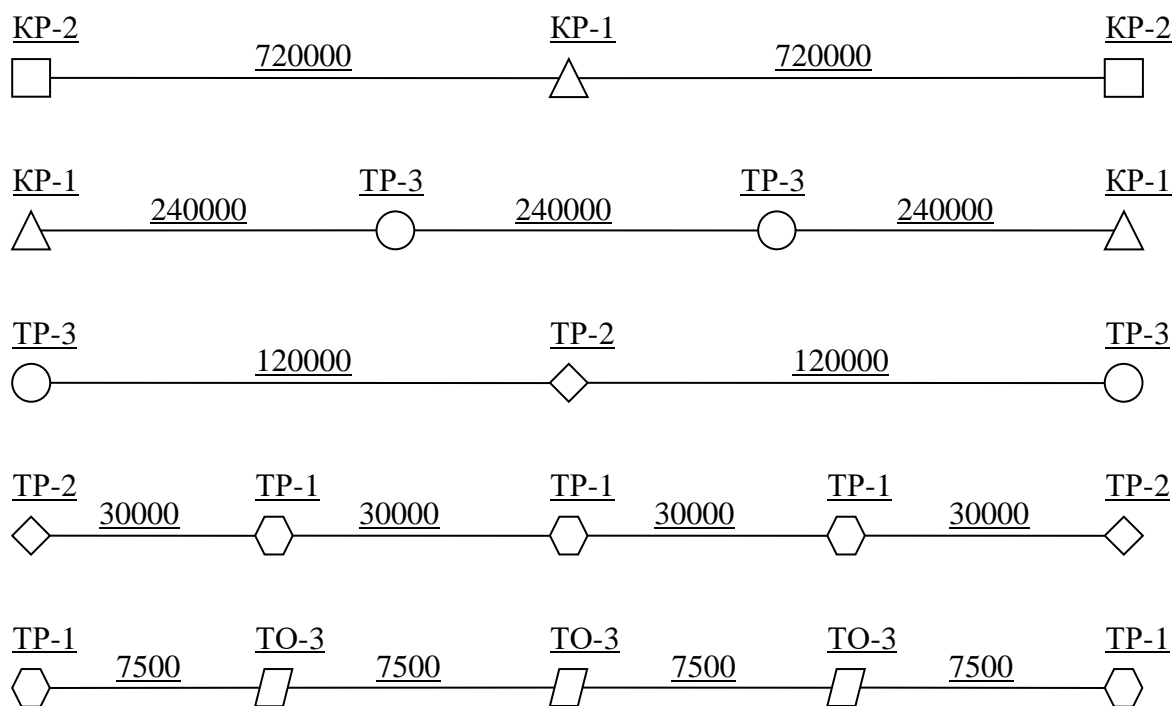 КР-2 КР-1 КР-2
720000 720000
КР-1 ТР-3 ТР-3 КР-1
240000 240000 240000
ТР-3 ТР-2 ТР-3
120000 120000
ТР-2 ТР-1 ТР-1 ТР-1 ТР-2
30000 30000 30000 30000
ТР-1 ТО-3 ТО-3 ТО-3 ТР-1
7500 7500 7500 7500